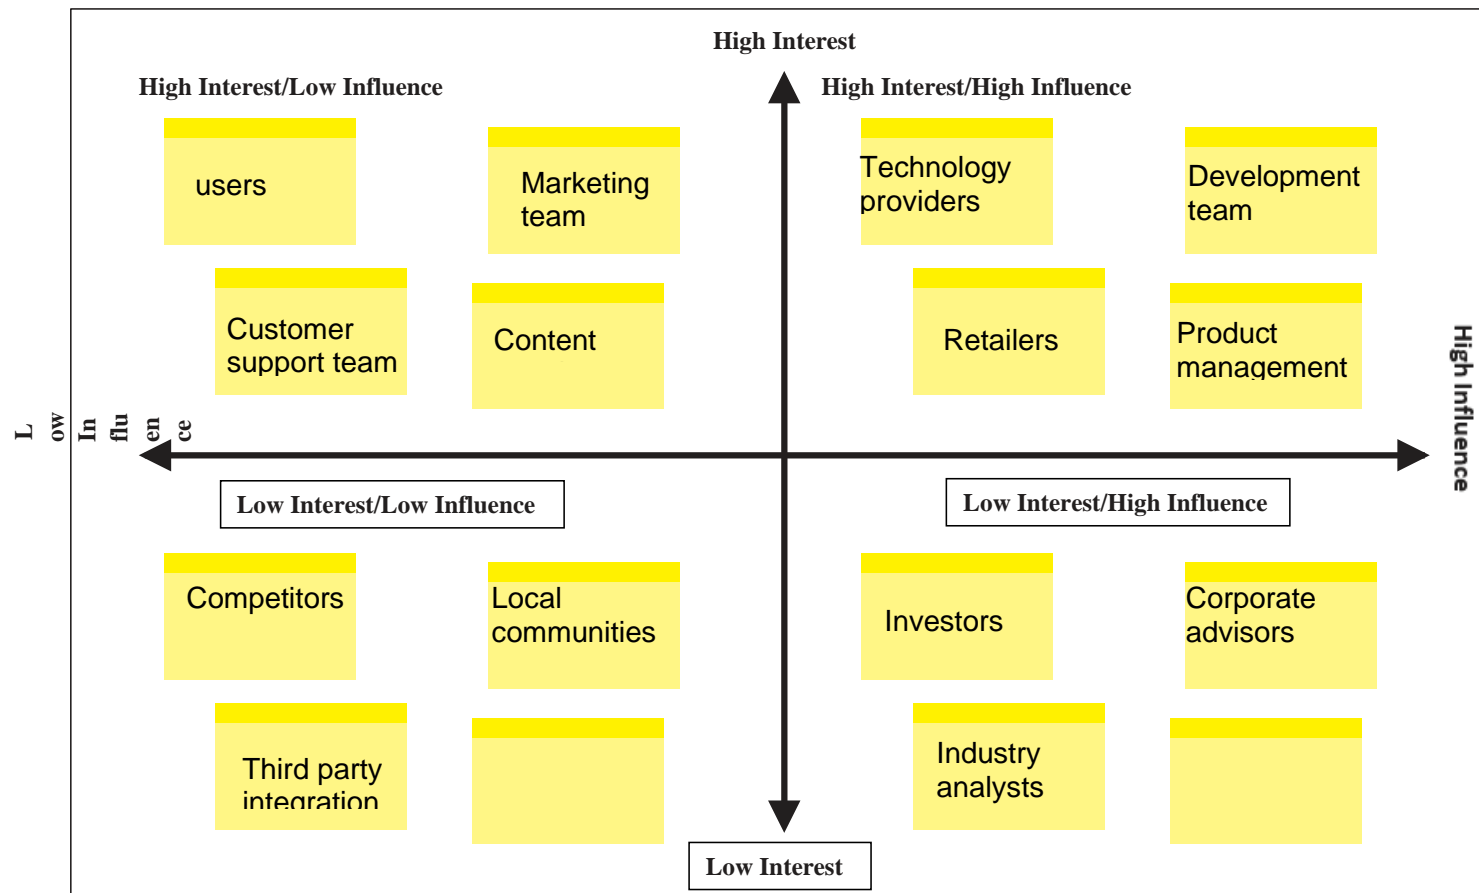 High Interest
High Interest/Low Influence
High Interest/High Influence
users
Marketing
team
Technology
providers
Development
team
Customer
support team
Content
Retailers
Product
management
L
ow
In
flu
en
ce
High Influence
Low Interest/Low Influence
Low Interest/High Influence
Competitors
Local
communities
Investors
Corporate
advisors
Third party
integration
Industry
analysts
Low Interest